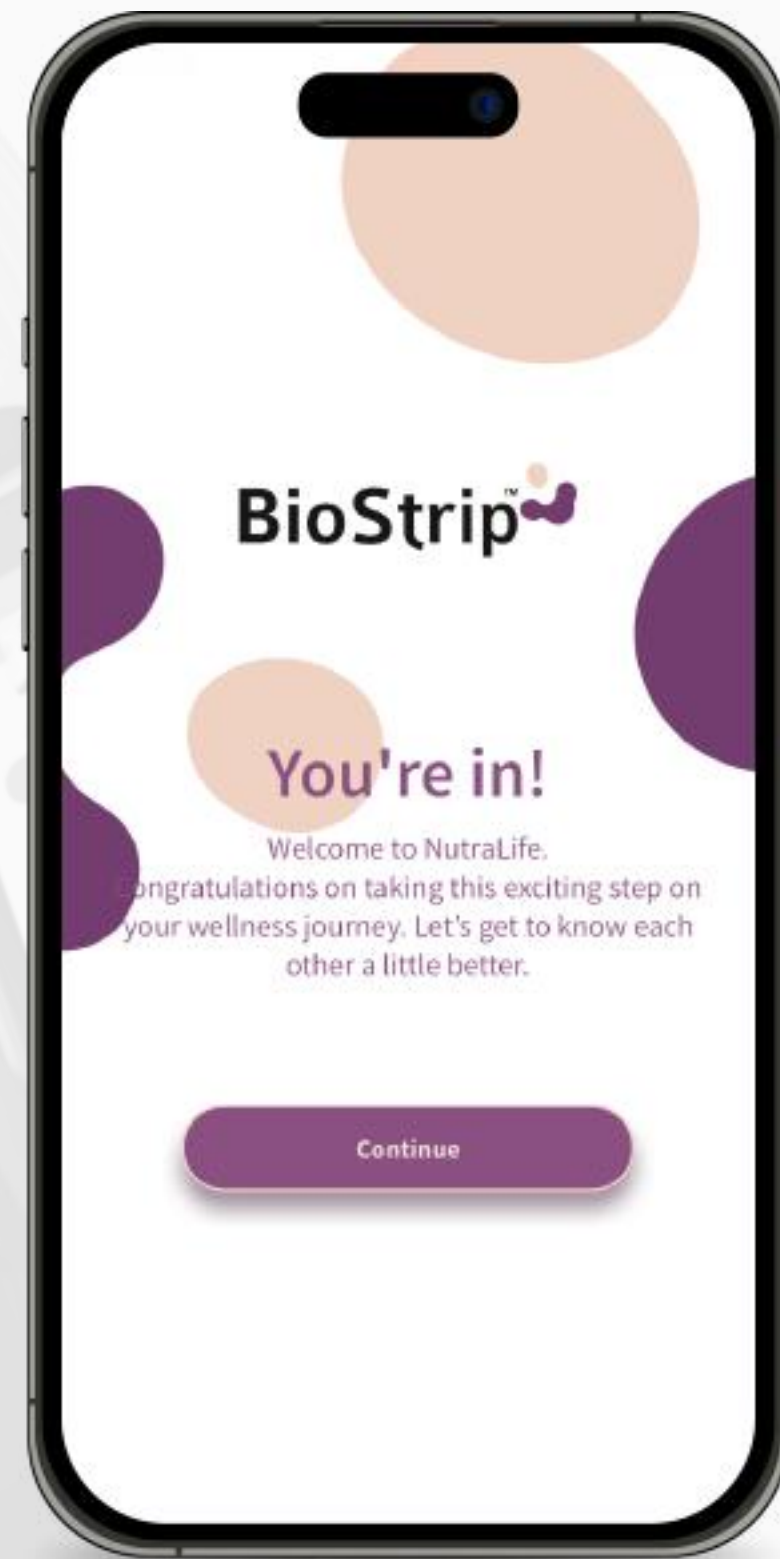 BioStrip™
You're in!
Welcome to NutraLife.
Congratulations on taking this exciting step on
your wellness journey. Let's get to know each
other a little better.
Continue